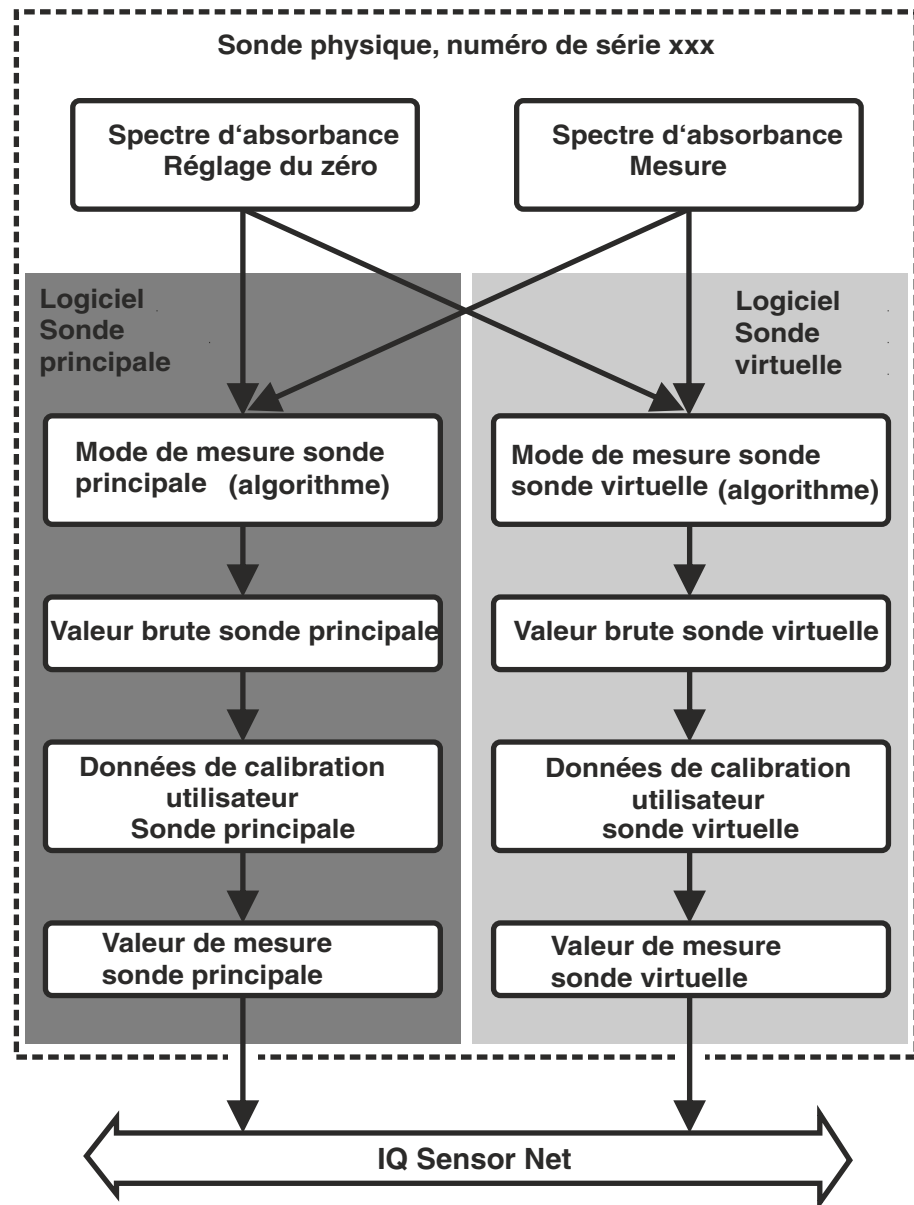 Sonde physique, numéro de série xxx
Spectre d‘absorbance
Réglage du zéro
Spectre d‘absorbance
Mesure
Logiciel
Sonde
principale
Logiciel
Sonde
virtuelle
Mode de mesure sonde
principale (algorithme)
Mode de mesure sonde
sonde virtuelle (algorithme)
Valeur brute sonde principale
Valeur brute sonde virtuelle
Données de calibration
utilisateur
Sonde principale
Données de calibration
utilisateur
sonde virtuelle
Valeur de mesure
sonde principale
Valeur de mesure
sonde virtuelle
IQ Sensor Net